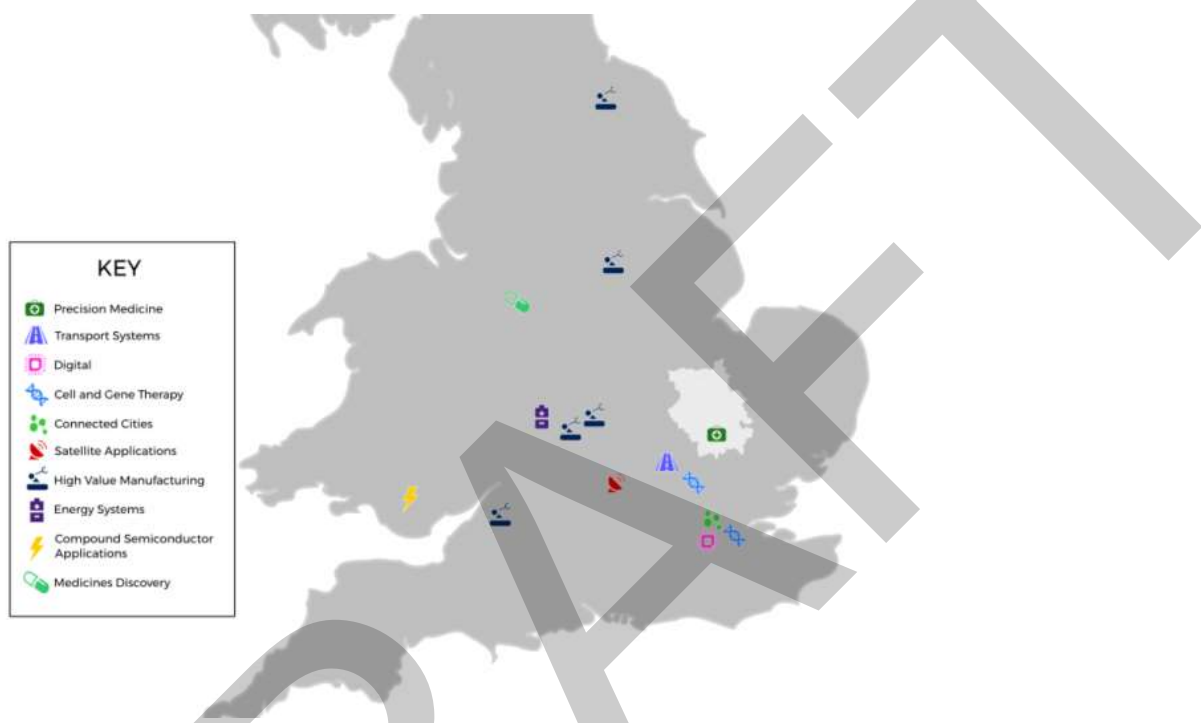 KEY
Precision Medicine
Transport Systems
Digital
Cell and Gene Therapy
Connected Cities
Satellite Applications
High Value Manufacturing
Energy Systems
Compound Semiconductor
Applications
Medicines Discovery
DRAFT